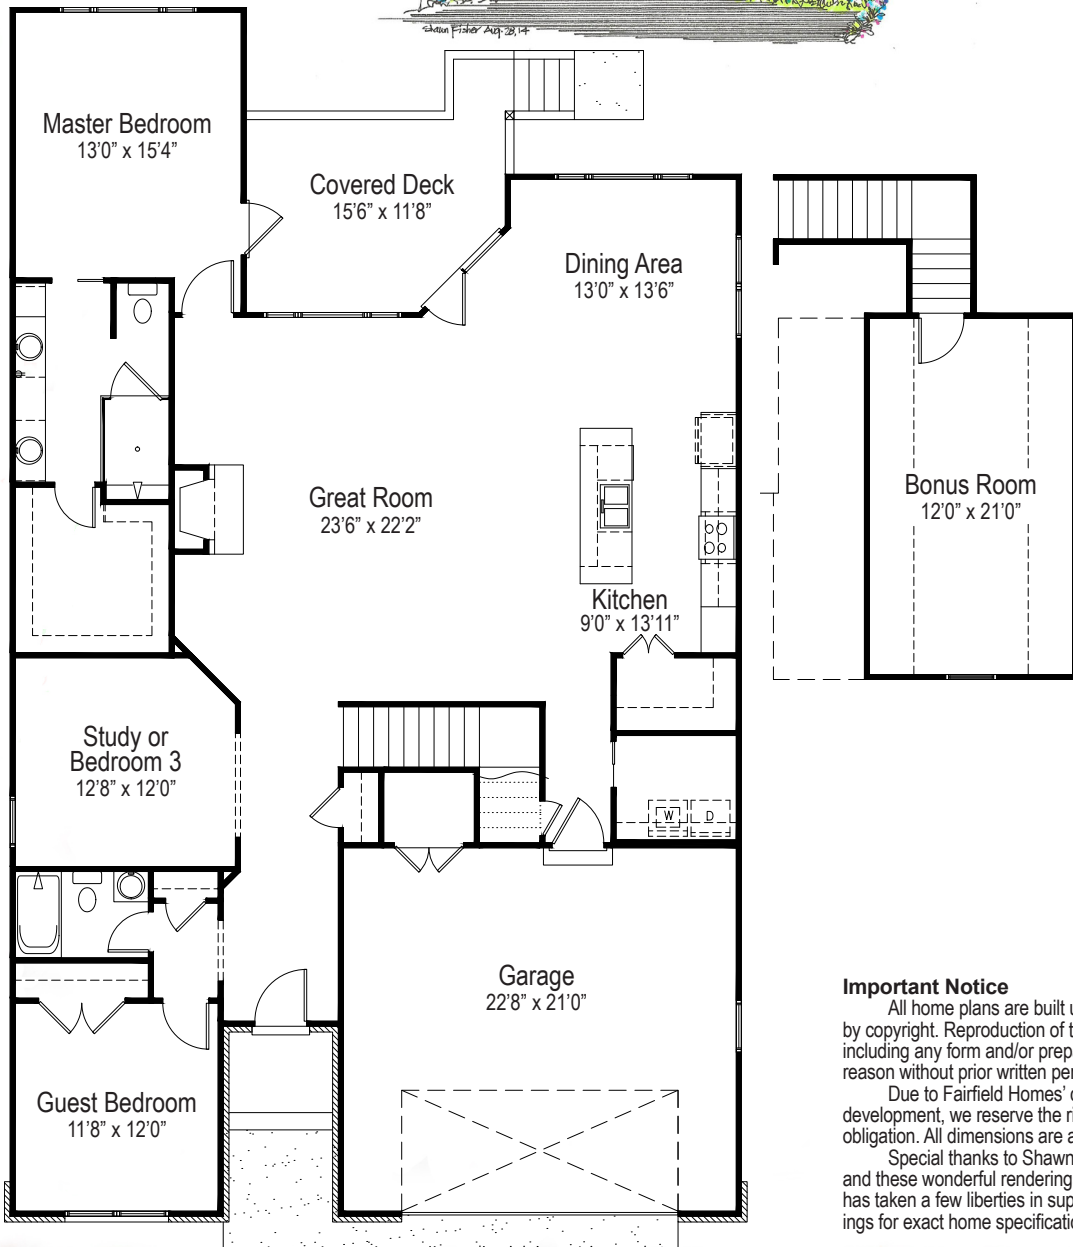 Shawn Fisher Aug. 28, 14
Master Bedroom
13'0" x 15'4"
Covered Deck
15'6" x 11'8"
Dining Area
13'0" x 13'6"
Great Room
23'6" x 22'2"
Bonus Room
12'0" x 21'0"
Kitchen
9'0" x 13'11"
Study or
Bedroom 3
12'8" x 12'0"
W D
Garage
22'8" x 21'0"
Guest Bedroom
11'8" x 12'0"
Important Notice
All home plans are built u
by copyright. Reproduction of t
including any form and/or prep
reason without prior written per
Due to Fairfield Homes' c
development, we reserve the ri
obligation. All dimensions are a
Special thanks to Shawn
and these wonderful rendering
has taken a few liberties in sup
ings for exact home specificatio